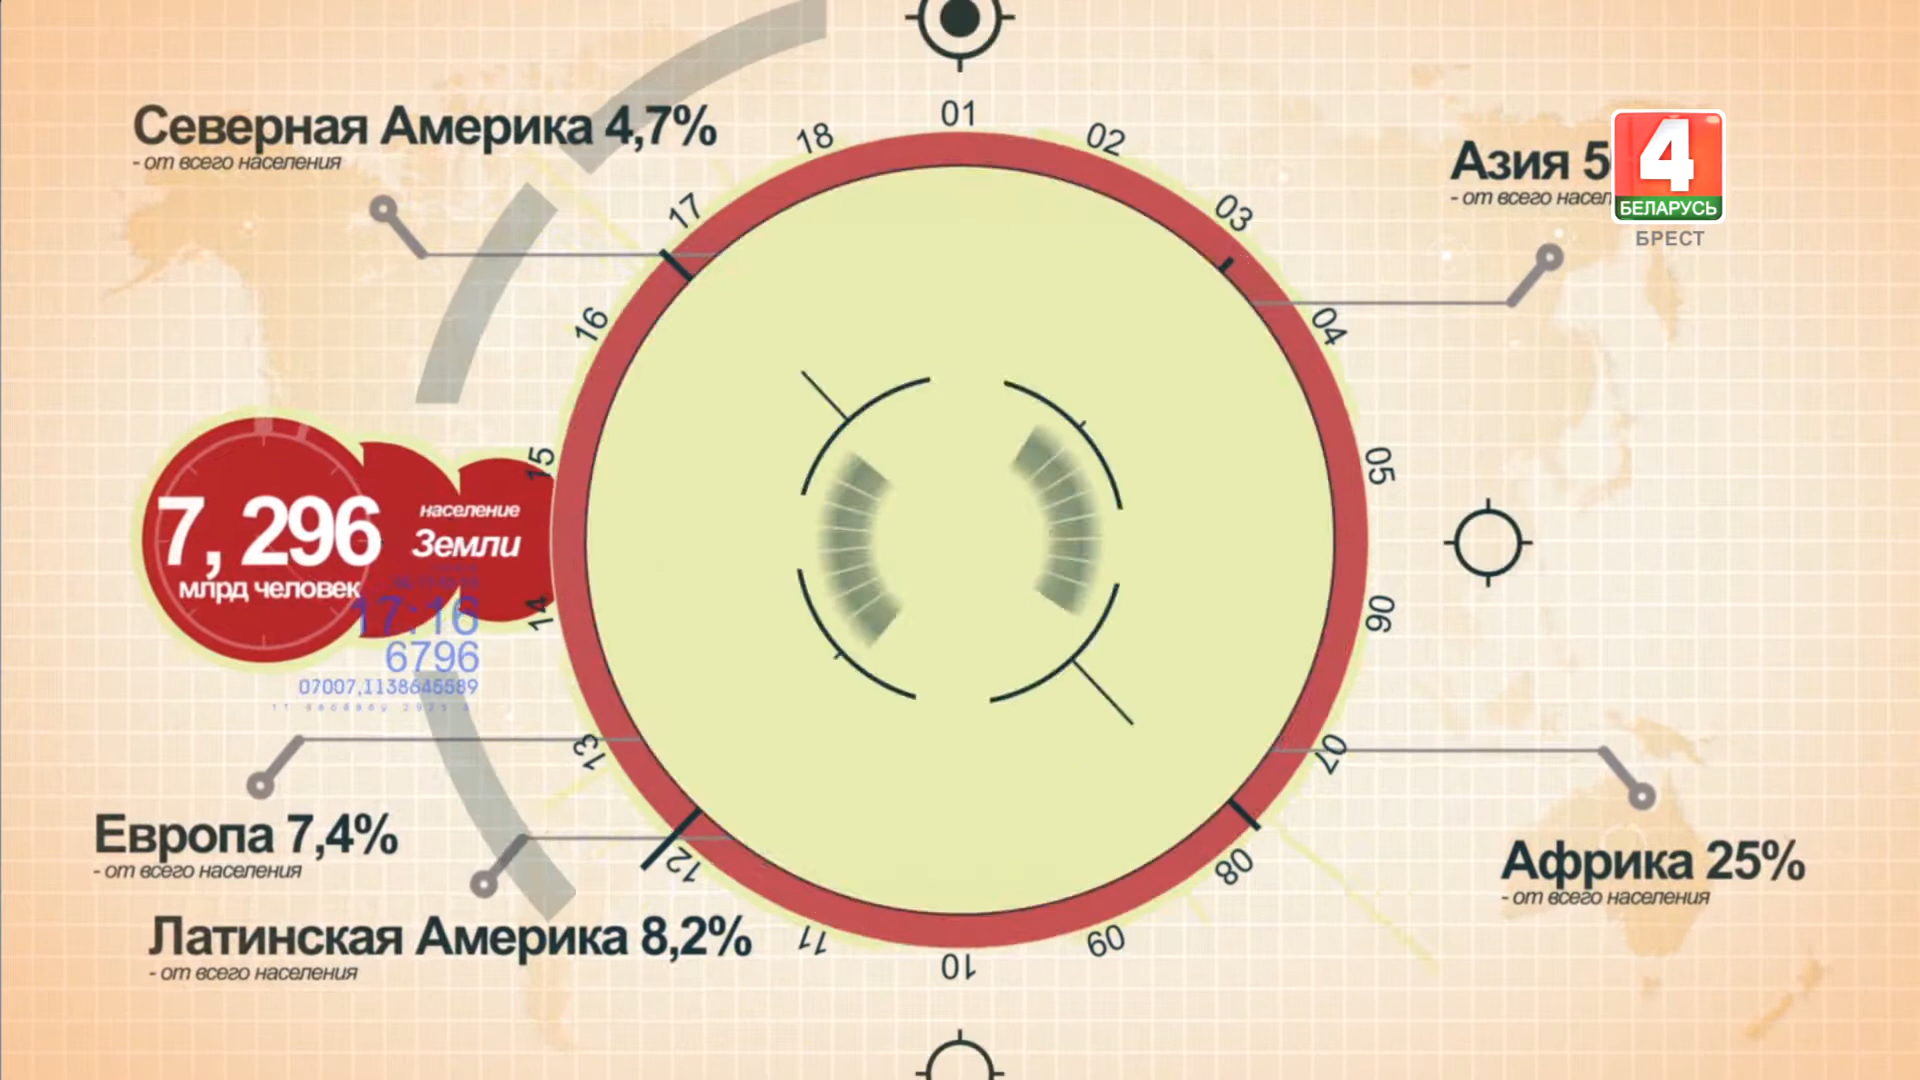 Северная Америка 4,7%
- от всего населения
Азия 5
- от всего
4
БЕЛАРУСЬ
БРЕСТ
01
02
03
04
05
06
07
08
09
10
11
12
13
14
15
16
17
18
7, 296
млрд человек
население
Земли
17:16
6796
07007,1138645589
Европа 7,4%
- от всего населения
Латинская Америка 8,2%
- от всего населения
Африка 25%
- от всего населения